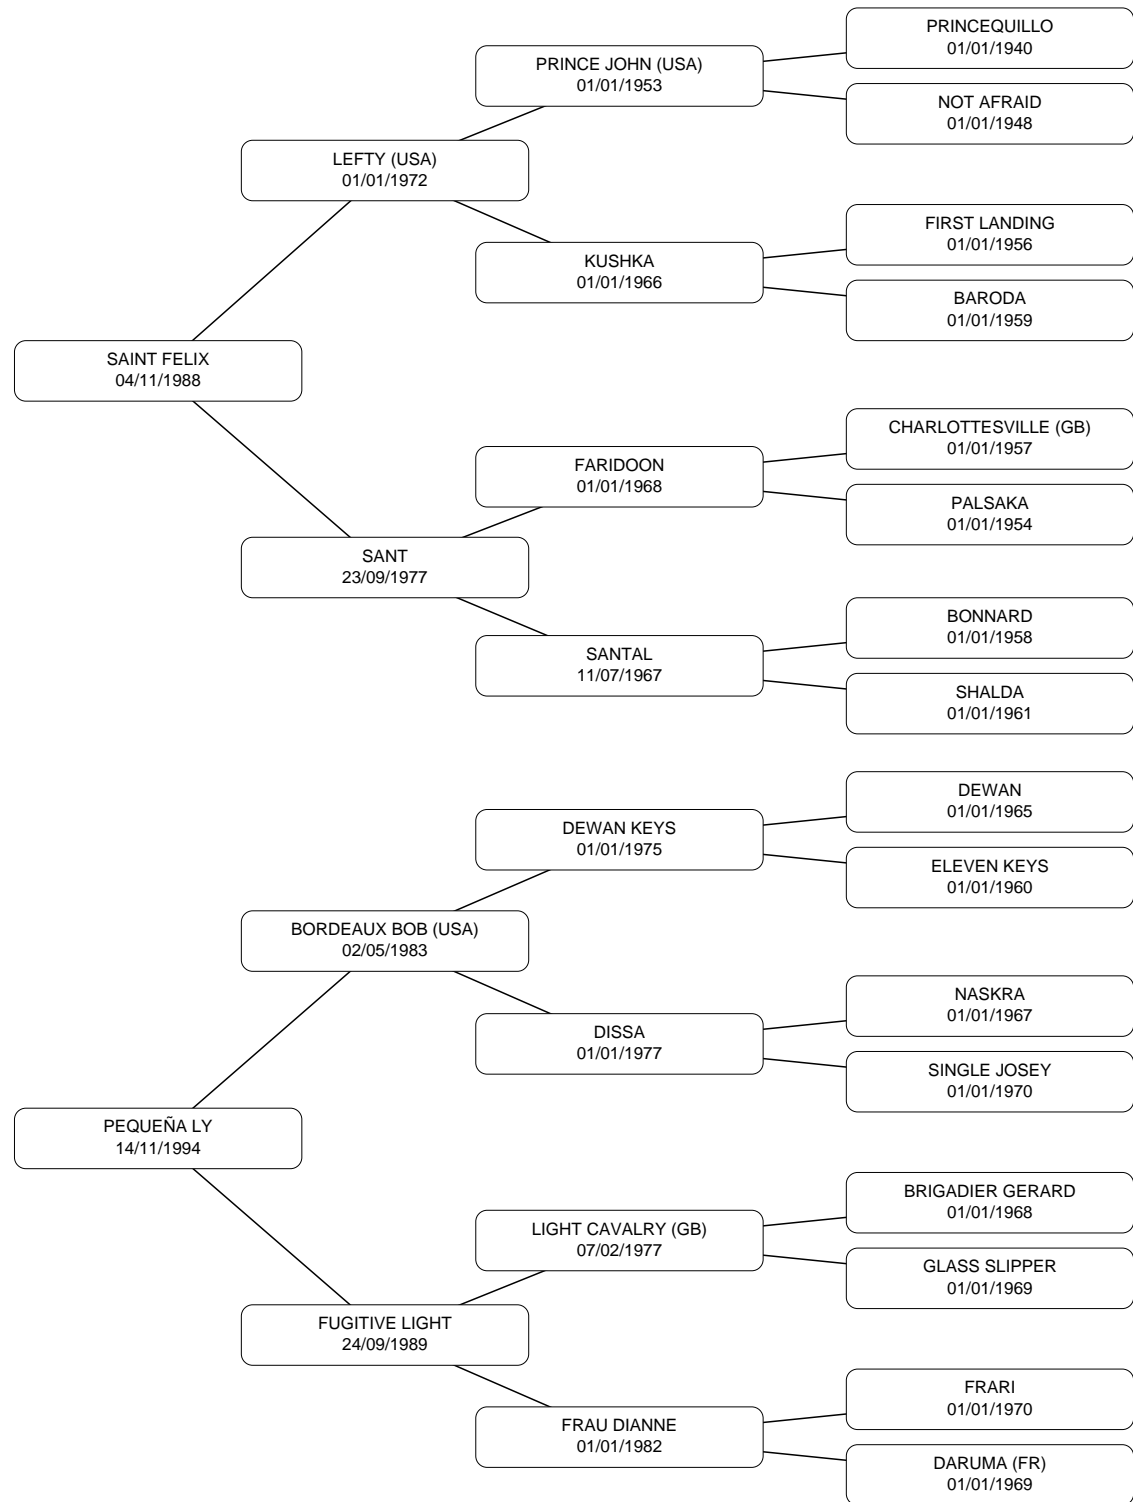 PRINCEQUILLO
01/01/1940
PRINCE JOHN (USA)
01/01/1953
NOT AFRAID
01/01/1948
LEFTY (USA)
01/01/1972
FIRST LANDING
01/01/1956
KUSHKA
01/01/1966
BARODA
01/01/1959
SAINT FELIX
04/11/1988
CHARLOTTESVILLE (GB)
01/01/1957
FARIDOON
01/01/1968
PALSAKA
01/01/1954
SANT
23/09/1977
BONNARD
01/01/1958
SANTAL
11/07/1967
SHALDA
01/01/1961
DEWAN
01/01/1965
DEWAN KEYS
01/01/1975
ELEVEN KEYS
01/01/1960
BORDEAUX BOB (USA)
02/05/1983
NASKRA
01/01/1967
DISSA
01/01/1977
SINGLE JOSEY
01/01/1970
PEQUEÑA LY
14/11/1994
BRIGADIER GERARD
01/01/1968
LIGHT CAVALRY (GB)
07/02/1977
GLASS SLIPPER
01/01/1969
FUGITIVE LIGHT
24/09/1989
FRARI
01/01/1970
FRAU DIANNE
01/01/1982
DARUMA (FR)
01/01/1969